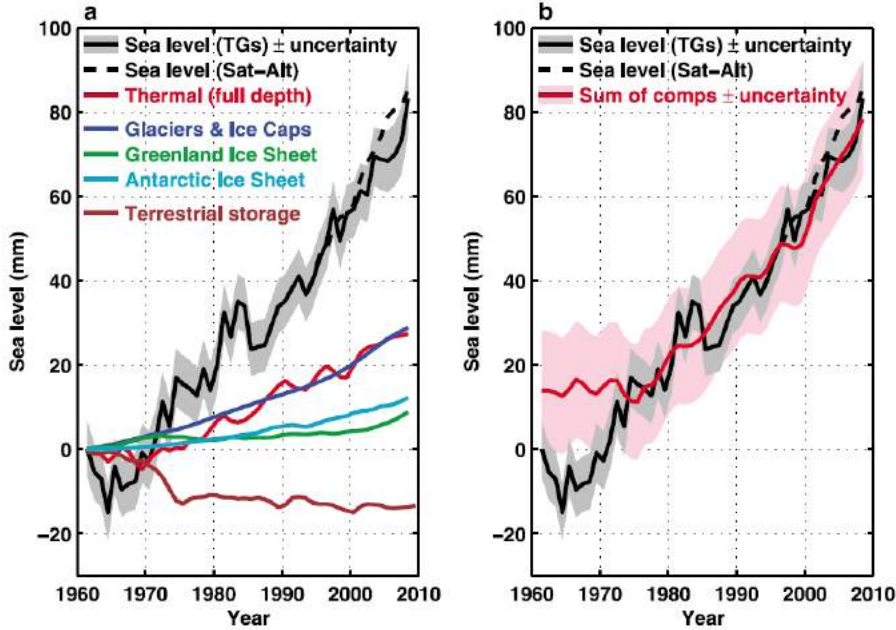 a
Sea level (TGs) ± uncertainty
Sea level (Sat-Alt)
Thermal (full depth)
Glaciers & Ice Caps
Greenland Ice Sheet
Antarctic Ice Sheet
Terrestrial storage
Sea level (mm)
100
80
60
40
20
0
−20
1960 1970 1980 1990 2000 2010
Year
b
Sea level (TGs) ± uncertainty
Sea level (Sat-Alt)
Sum of comps ± uncertainty
Sea level (mm)
100
80
60
40
20
0
−20
1960 1970 1980 1990 2000 2010
Year